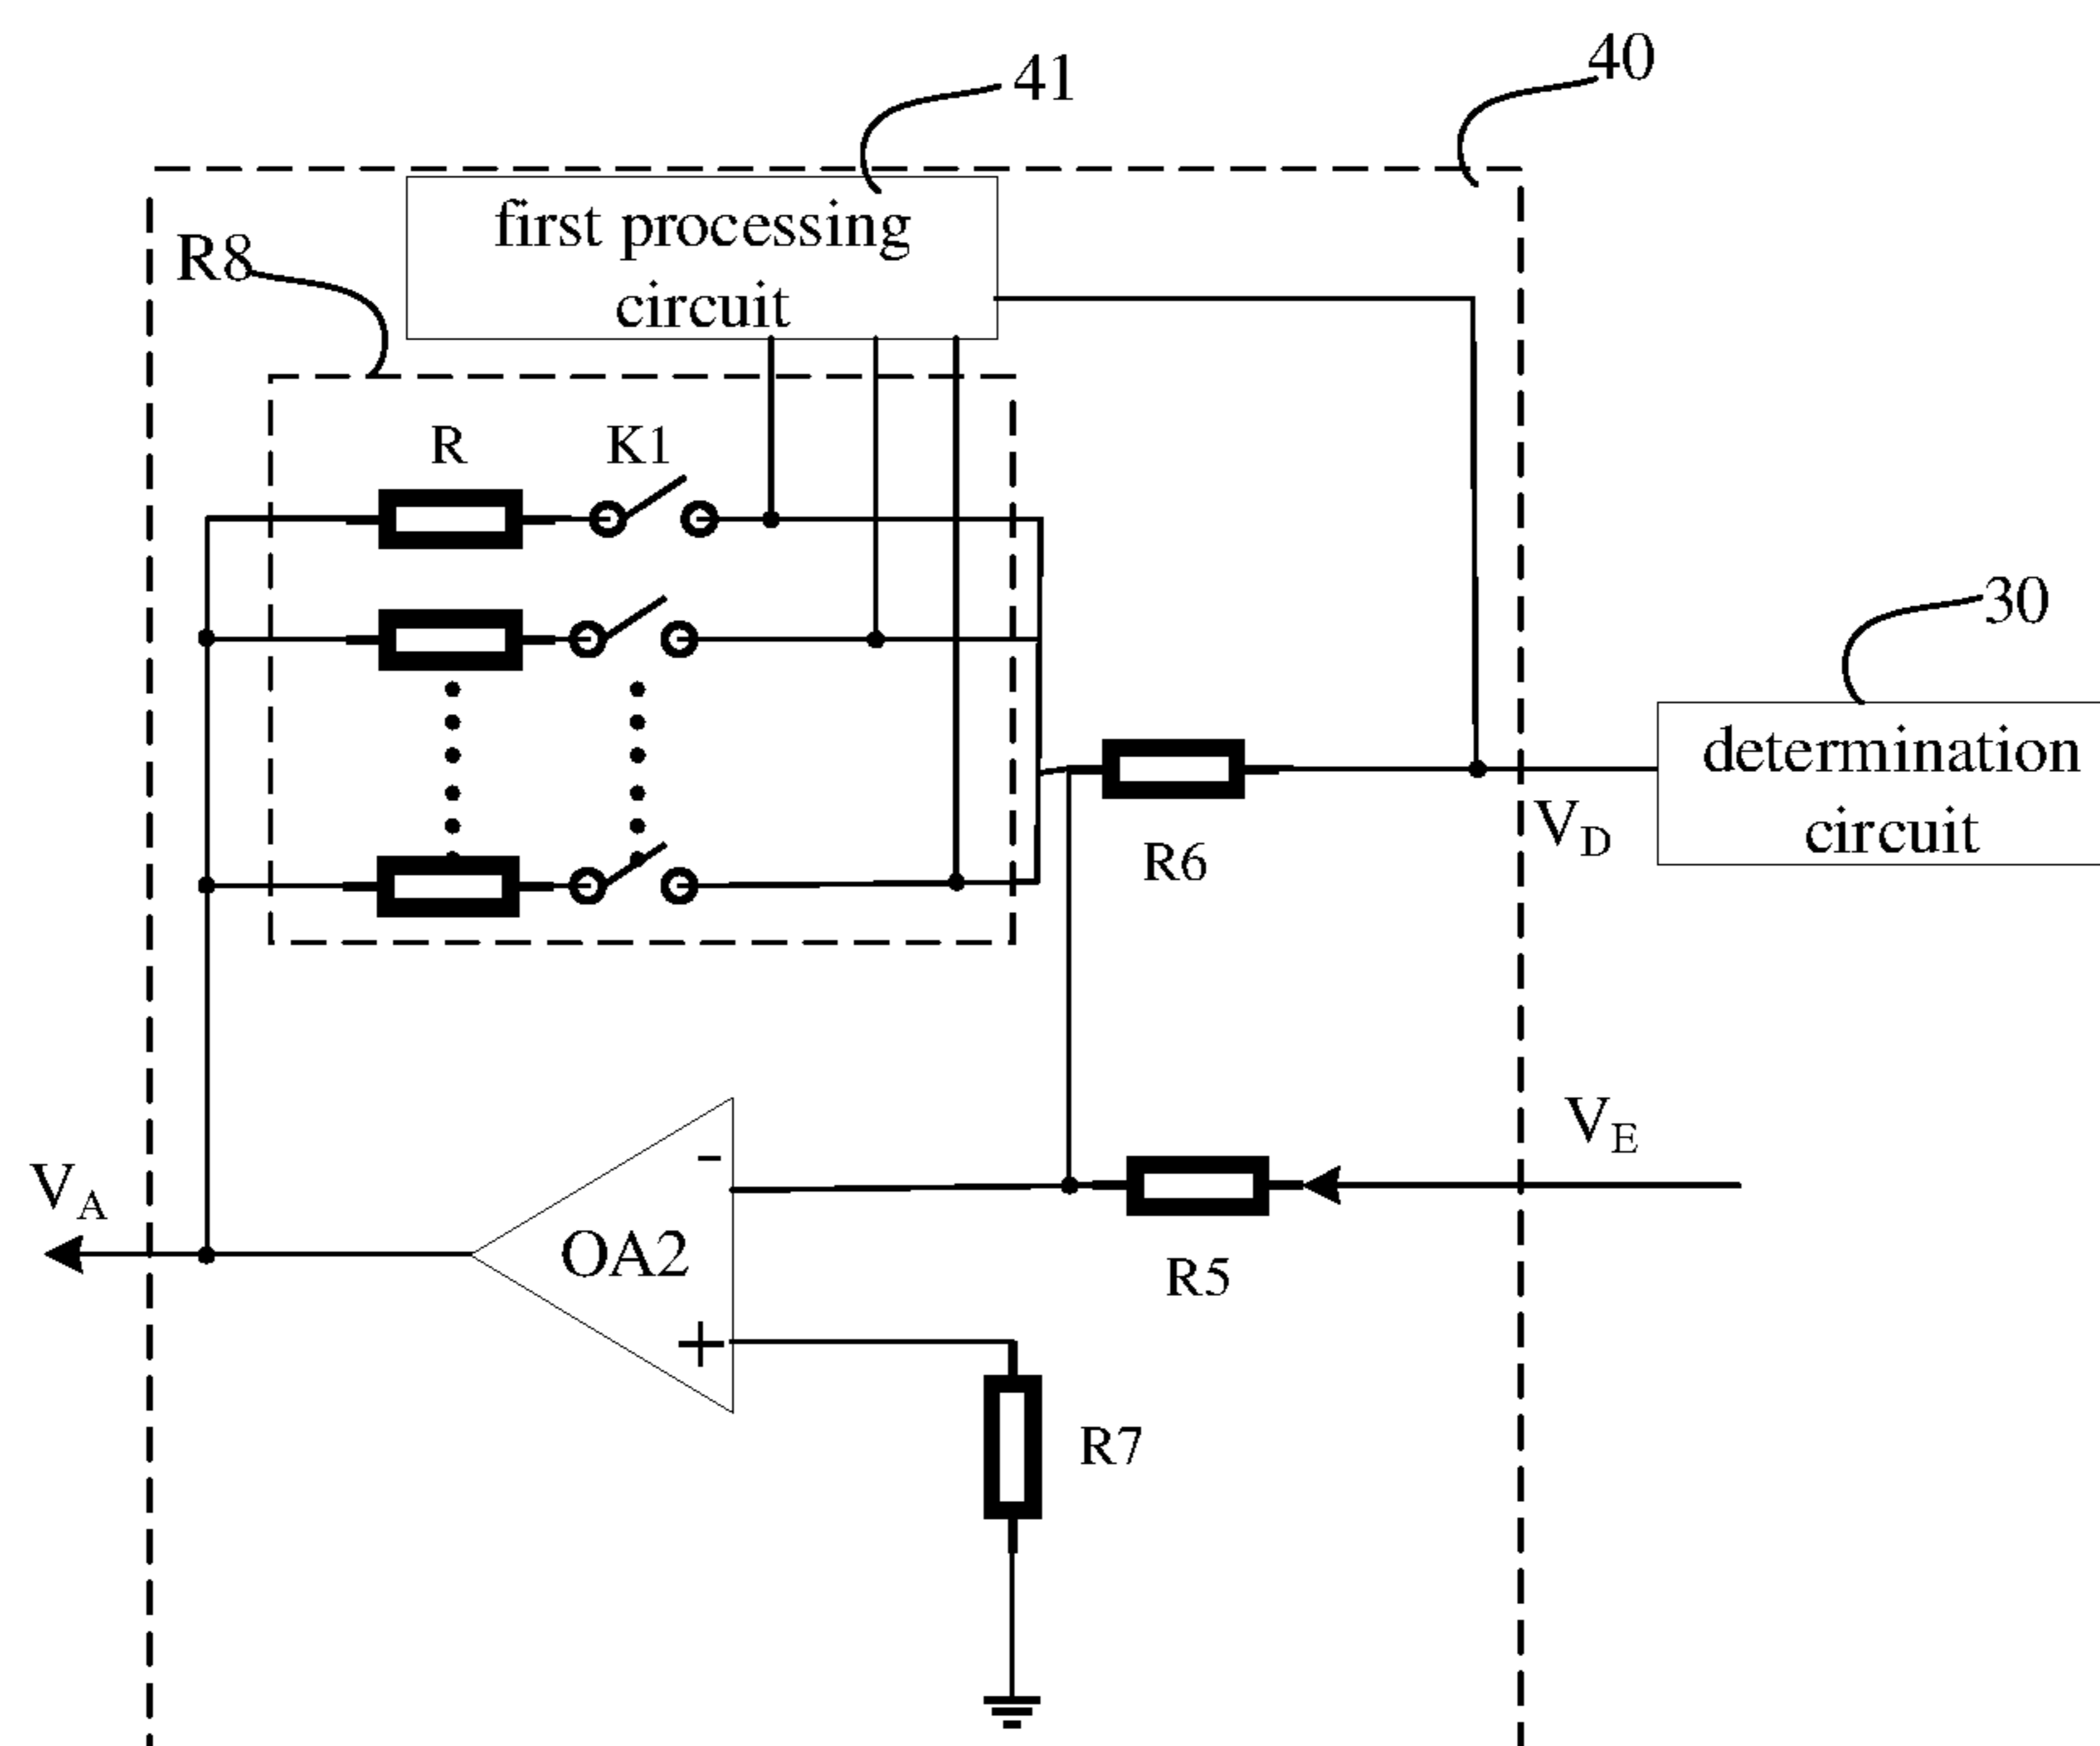 40
41
first processing
circuit
R8
R K1
30
determination
circuit
VD
R6
VE
VA
-
OA2
R5
+
R7